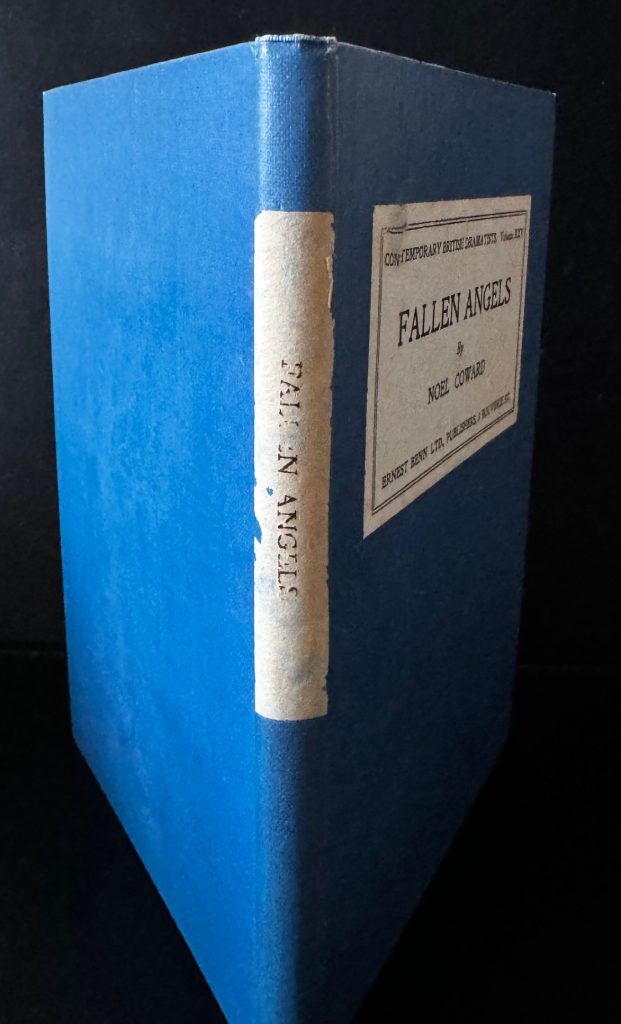 FALLEN ANGELS
CONTEMPORARY BRITISH DRAMATISTS. Volume XXV
FALLEN ANGELS
By
NOEL COWARD
ERNEST BENN LTD, PUBLISHERS, 8 BOUVERIE ST.